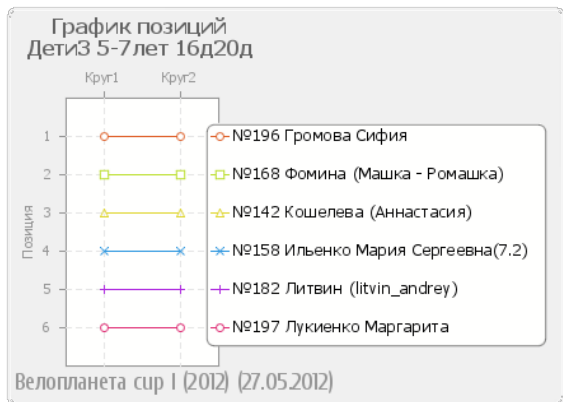 График позиций
Дети3 5-7лет 16д20д
Круг1 Круг2
Позиция
1 №196 Громова Сифия
2 №168 Фомина (Машка - Ромашка)
3 №142 Кошелева (Аннастасия)
4 №158 Ильенко Мария Сергеевна(7.2)
5 №182 Литвин (litvin_andrey)
6 №197 Лукиенко Маргарита
Велопланета cup I (2012) (27.05.2012)